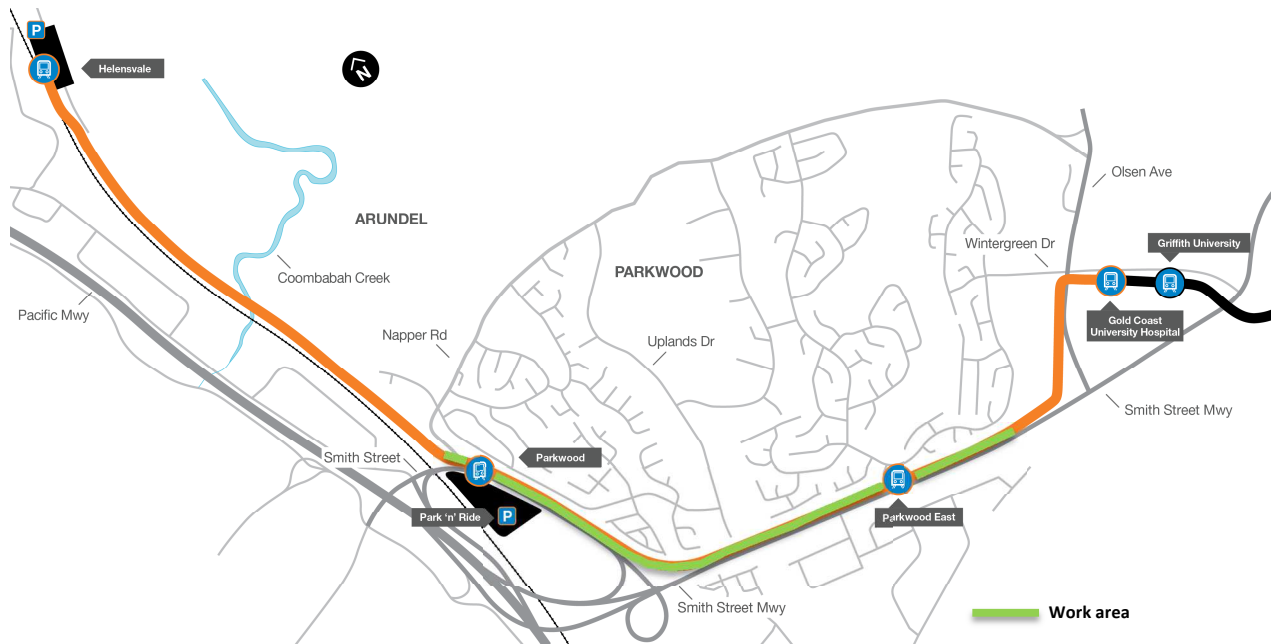 P
Helensvale
N
Olsen Ave
ARUNDEL
Wintergreen Dr
Griffith University
PARKWOOD
Coombabah Creek
Pacific Mwy
Gold Coast
University Hospital
Napper Rd
Uplands Dr
Smith Street Mwy
Smith Street
Parkwood
Park ‘n’ Ride
P
Parkwood East
Smith Street Mwy
Work area